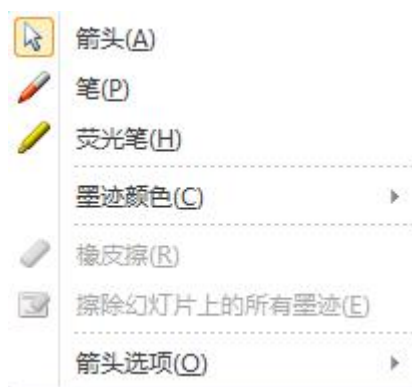 箭头(A)
笔(P)
荧光笔(H)
墨迹颜色(C)
橡皮擦(R)
擦除幻灯片上的所有墨迹(E)
箭头选项(O)